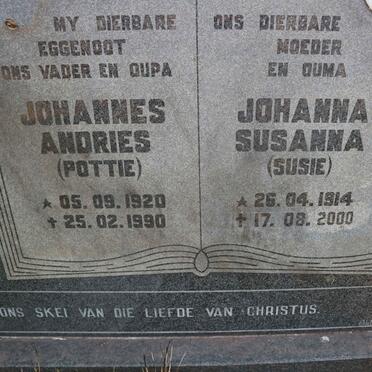 MY DIERBARE
EGGENOOT
ONS VADER EN OUPA
JOHANNES
ANDRIES
(POTTIE)
* 05.09.1920
✝ 25.02.1990
ONS DIERBARE
MOEDER
EN OUMA
JOHANNA
SUSANNA
(SUSIE)
* 26.04.1914
✝ 17.08.2000
ONS SKEI VAN DIE LIEFDE VAN CHRISTUS.